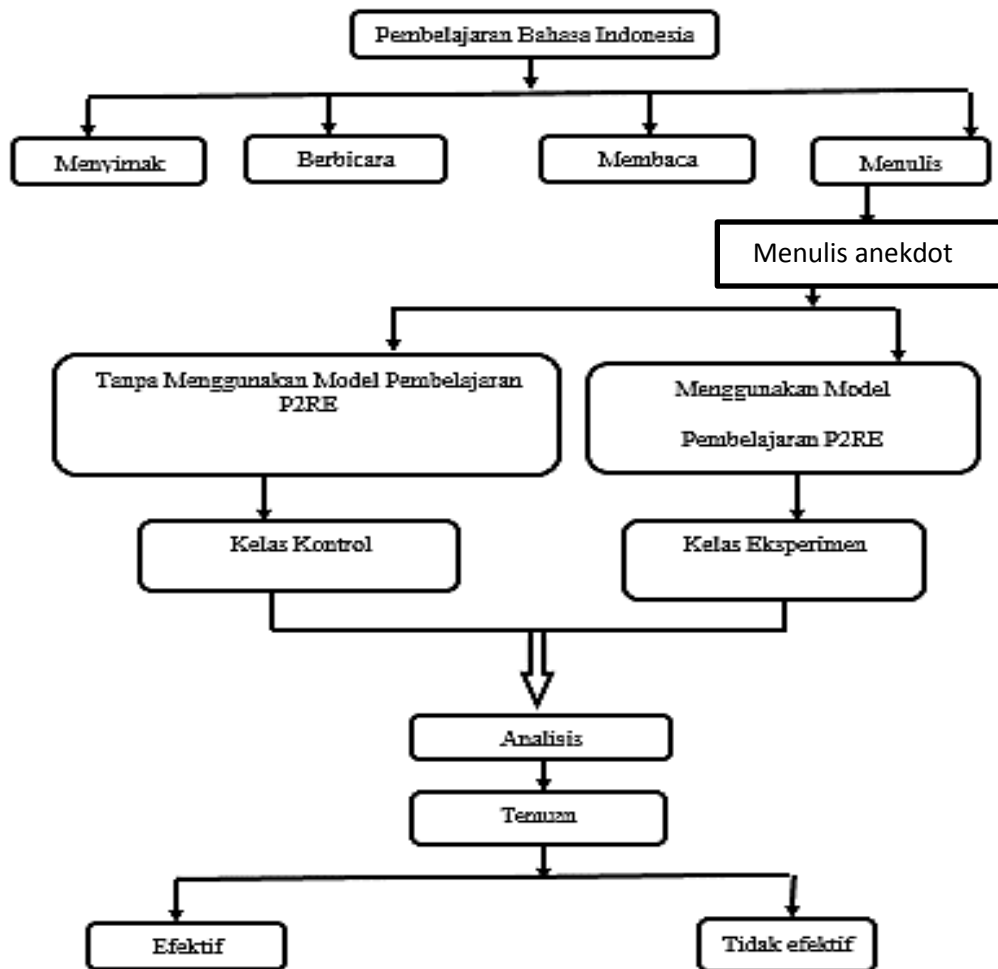 Pembelajaran Bahasa Indonesia
Menyimak
Berbicara
Membaca
Menulis
Menulis anekdot
Tanpa Menggunakan Model Pembelajaran
P2RE
Menggunakan Model
Pembelajaran P2RE
Kelas Kontrol
Kelas Eksperimen
Analisis
Temuan
Efektif
Tidak efektif